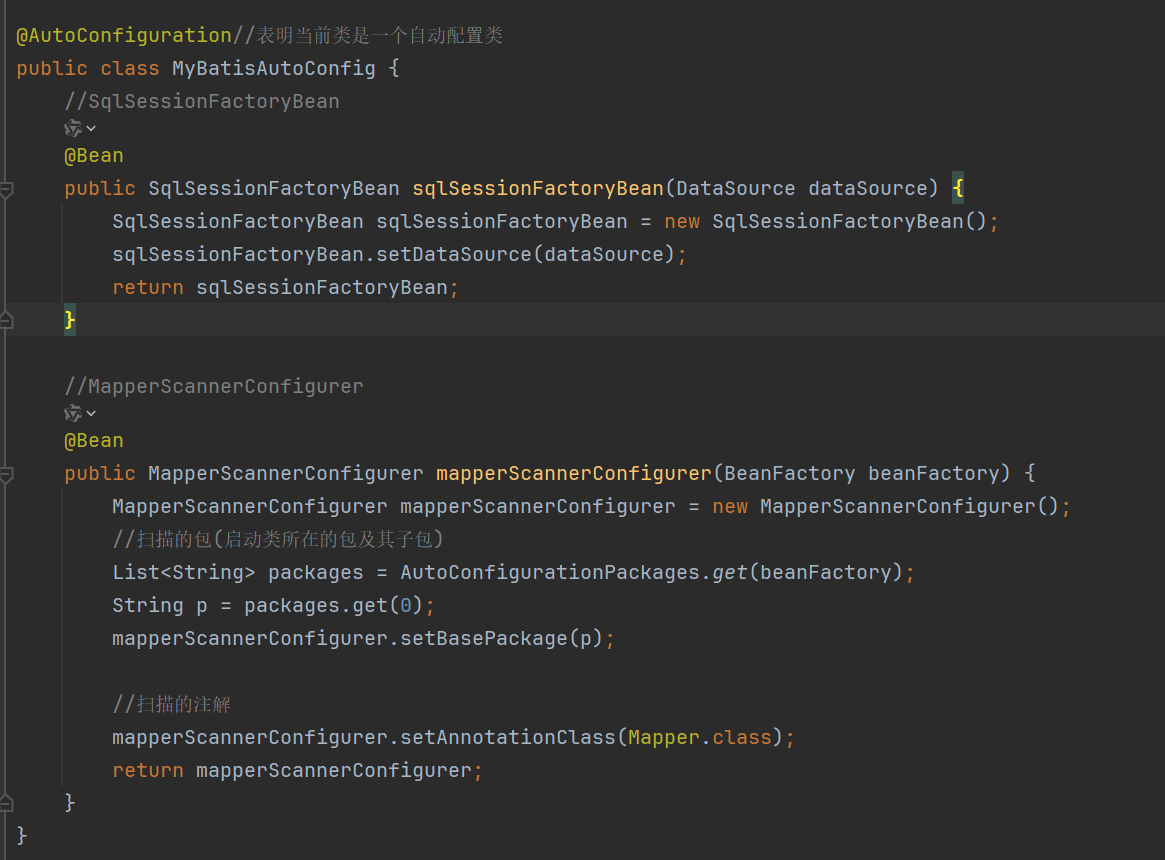 @AutoConfiguration//表明当前类是一个自动配置类
public class MyBatisAutoConfig {
    //SqlSessionFactoryBean
    @Bean
    public SqlSessionFactoryBean sqlSessionFactoryBean(DataSource dataSource) {
        SqlSessionFactoryBean sqlSessionFactoryBean = new SqlSessionFactoryBean();
        sqlSessionFactoryBean.setDataSource(dataSource);
        return sqlSessionFactoryBean;
    }
    //MapperScannerConfigurer
    @Bean
    public MapperScannerConfigurer mapperScannerConfigurer(BeanFactory beanFactory) {
        MapperScannerConfigurer mapperScannerConfigurer = new MapperScannerConfigurer();
        //扫描的包(启动类所在的包及其子包)
        List<String> packages = AutoConfigurationPackages.get(beanFactory);
        String p = packages.get(0);
        mapperScannerConfigurer.setBasePackage(p);
        //扫描的注解
        mapperScannerConfigurer.setAnnotationClass(Mapper.class);
        return mapperScannerConfigurer;
    }
}